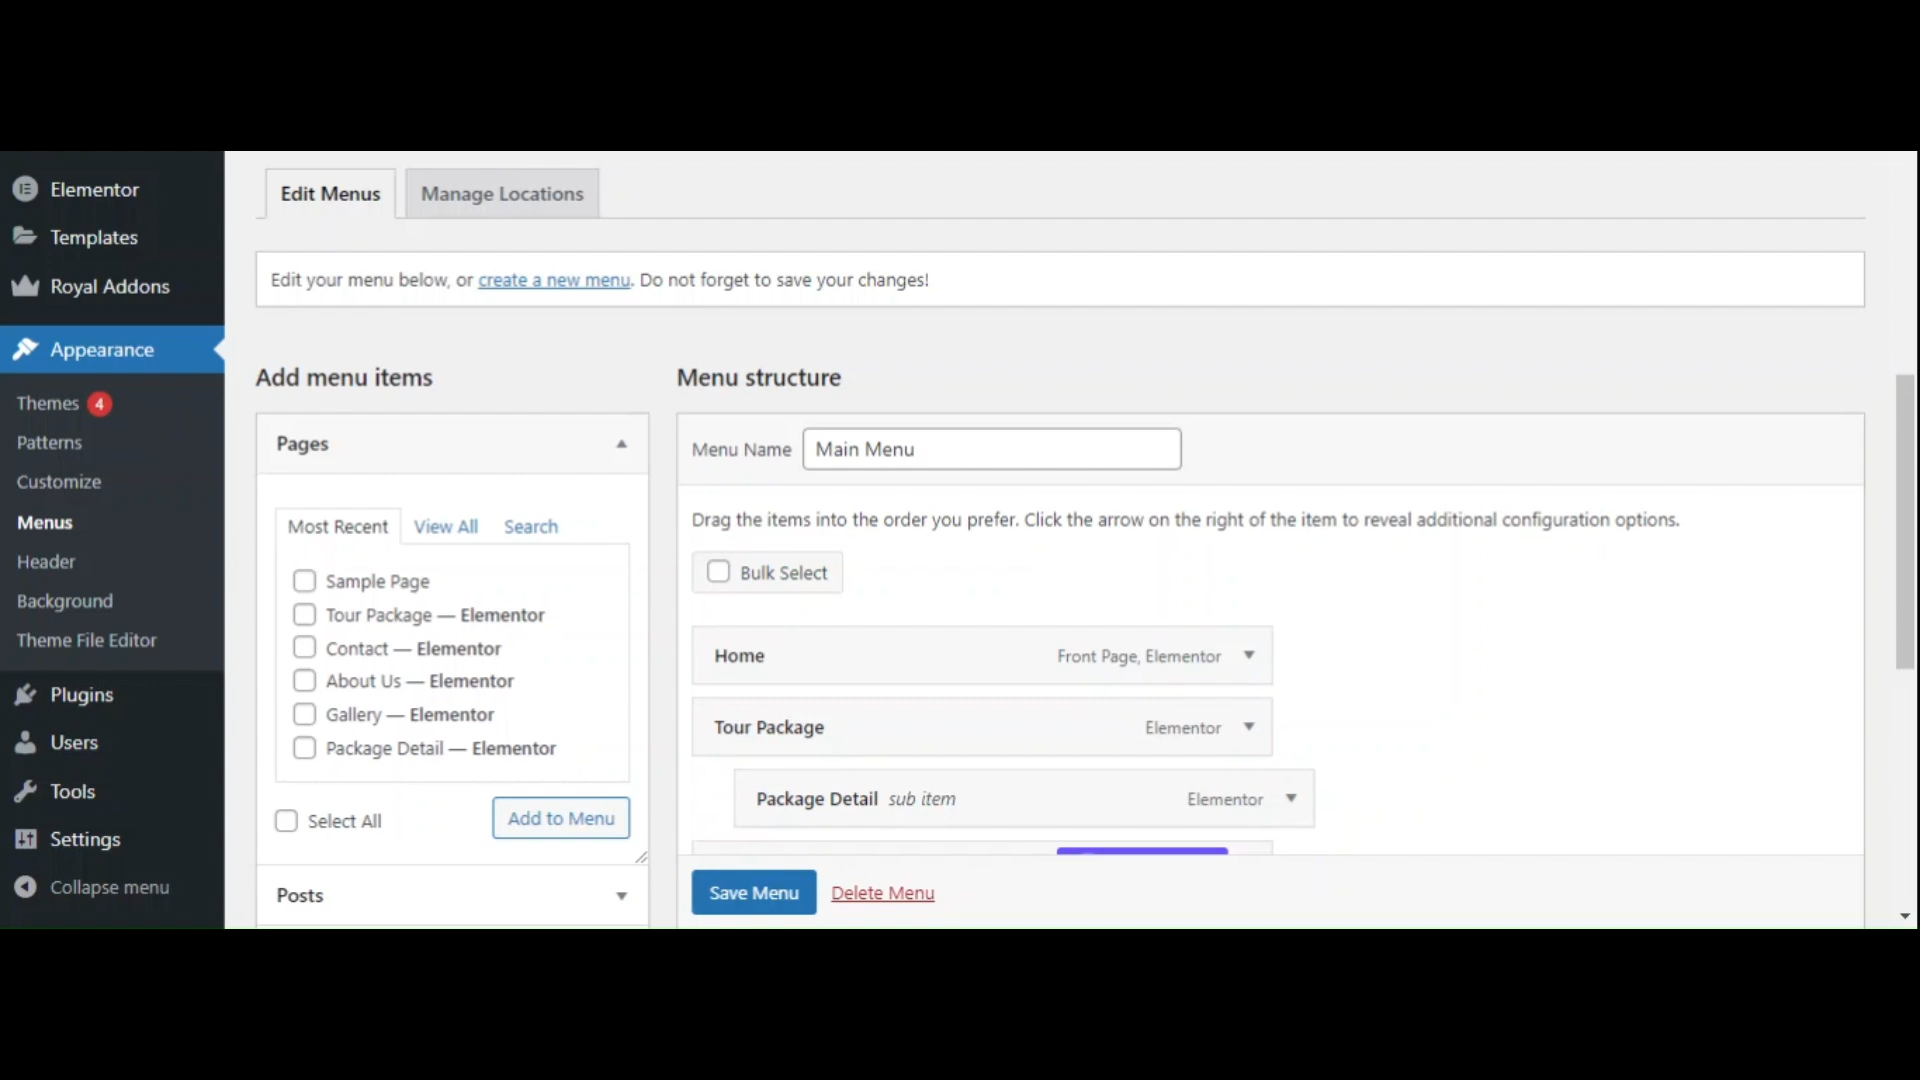 Elementor
Templates
Royal Addons
Appearance
Themes 4
Patterns
Customize
Menus
Header
Background
Theme File Editor
Plugins
Users
Tools
Settings
Collapse menu
Edit Menus
Manage Locations
Edit your menu below, or create a new menu. Do not forget to save your changes!
Add menu items
Pages
Most Recent
View All
Search
Sample Page
Tour Package — Elementor
Contact — Elementor
About Us — Elementor
Gallery — Elementor
Package Detail — Elementor
Select All
Add to Menu
Posts
Menu structure
Menu Name Main Menu
Drag the items into the order you prefer. Click the arrow on the right of the item to reveal additional configuration options.
Bulk Select
Home Front Page, Elementor
Tour Package Elementor
Package Detail sub item Elementor
Save Menu
Delete Menu